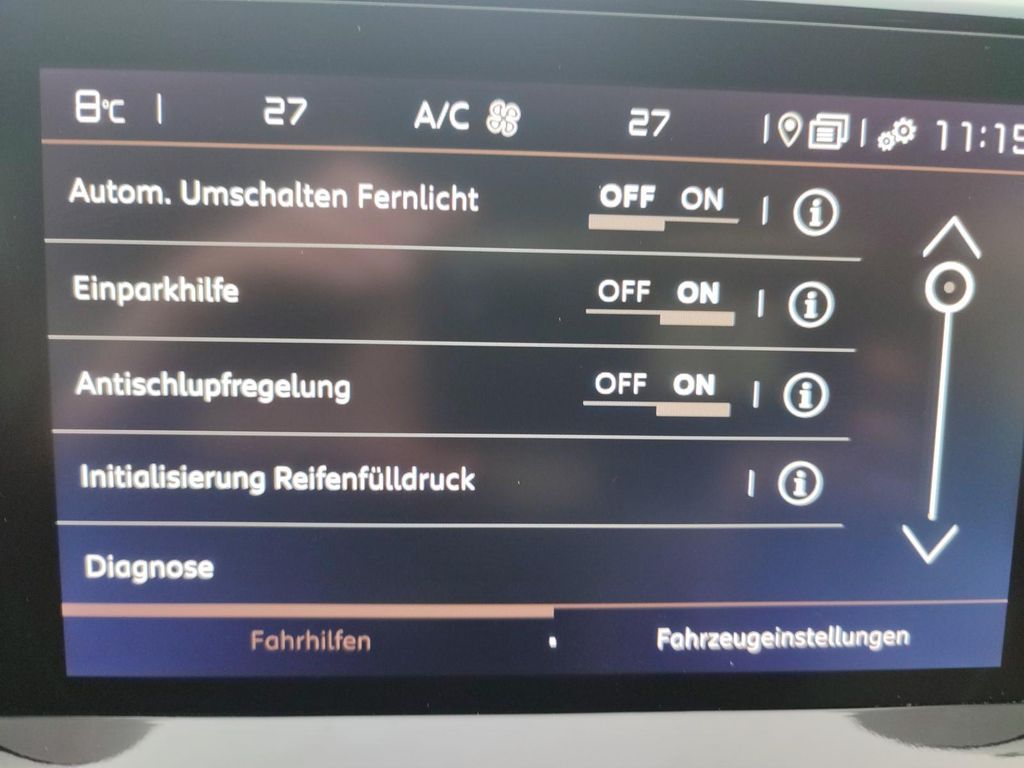 8°C | 27 A/C 27 11:15
Autom. Umschalten Fernlicht OFF ON
Einparkhilfe OFF ON
Antischlupfregelung OFF ON
Initialisierung Reifenfülldruck
Diagnose
Fahrhilfen Fahrzeugeinstellungen